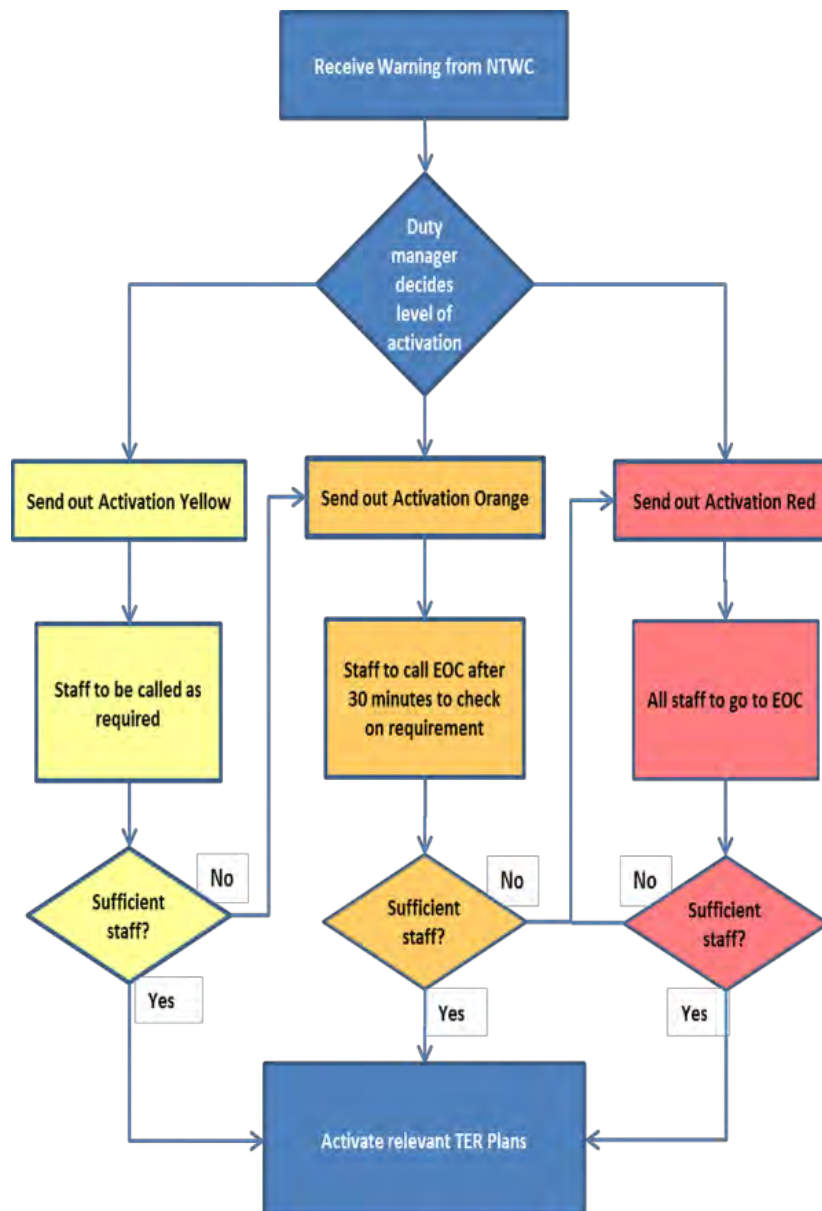 Receive Warning from NTWC
Duty
manager
decides
level of
activation
Send out Activation Yellow
Send out Activation Orange
Send out Activation Red
Staff to be called as
required
Staff to call EOC after
30 minutes to check
on requirement
All staff to go to EOC
No
Sufficient
staff?
Yes
No
Sufficient
staff?
Yes
No
Sufficient
staff?
Yes
Activate relevant TER Plans